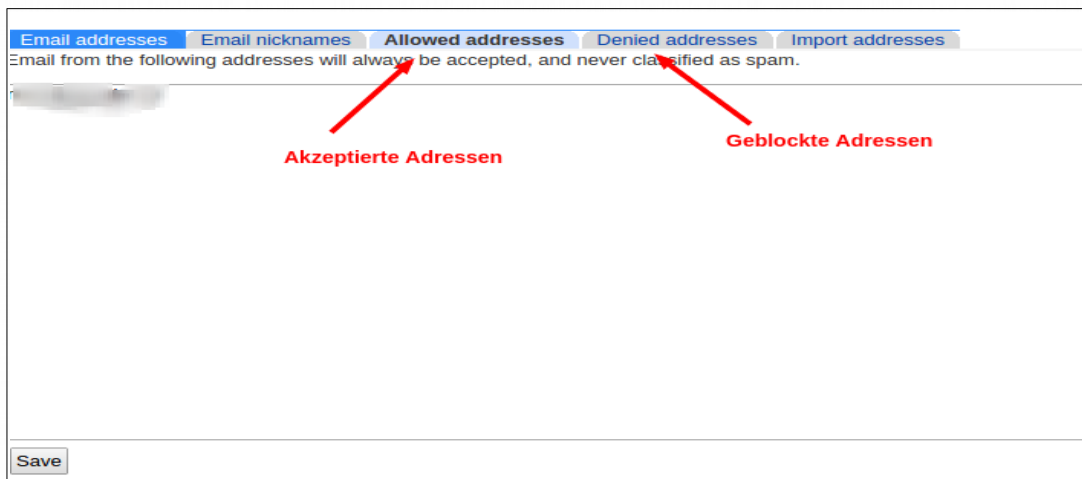 Email addresses Email nicknames Allowed addresses Denied addresses Import addresses
Email from the following addresses will always be accepted, and never classified as spam.
Geblockte Adressen
Akzeptierte Adressen
Save